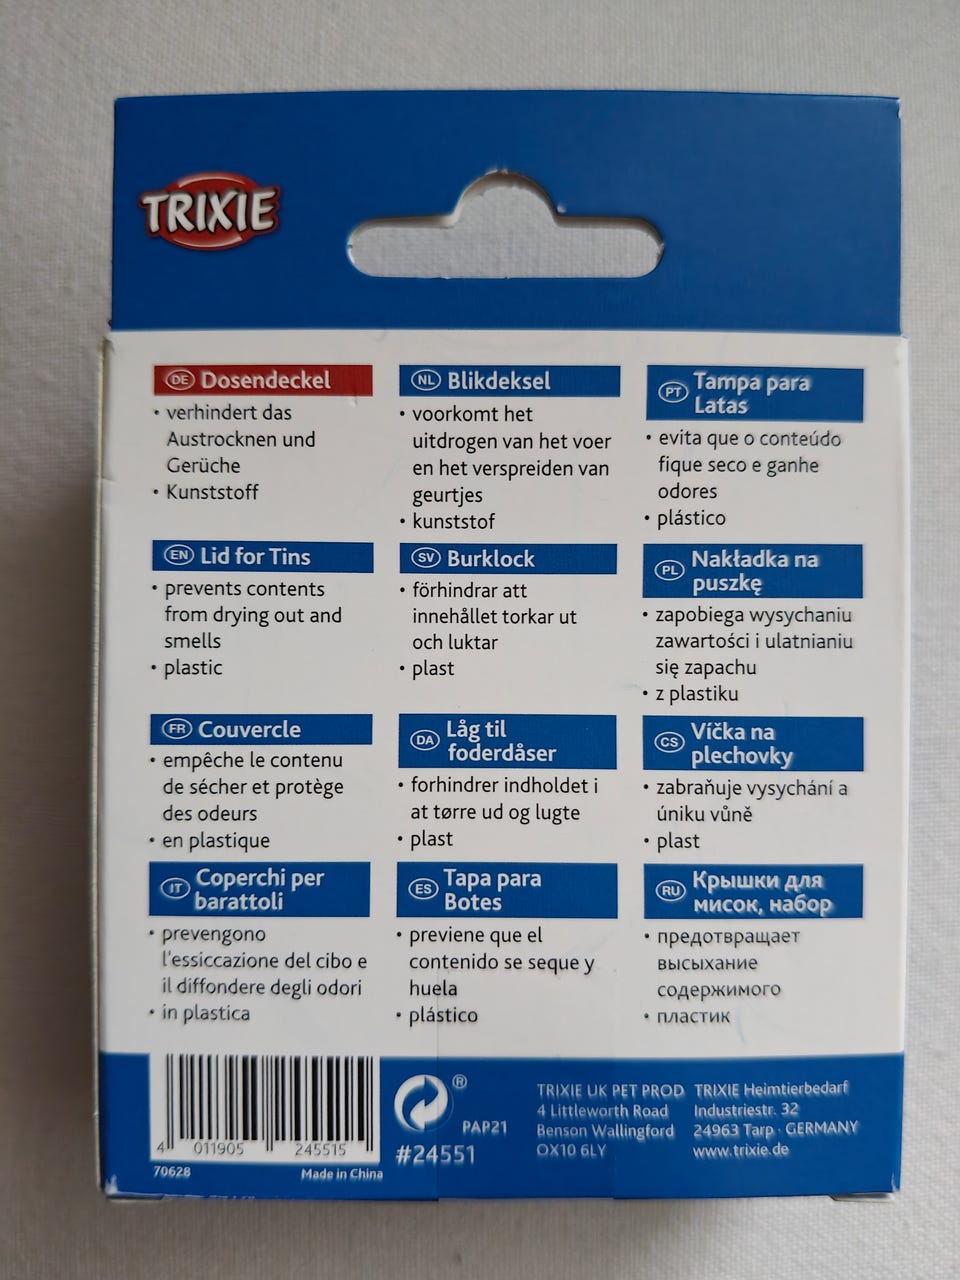 TRIXIE
DE Dosendeckel
• verhindert das
Austrocknen und
Gerüche
• Kunststoff
EN Lid for Tins
• prevents contents
from drying out and
smells
• plastic
FR Couvercle
• empêche le contenu
de sécher et protège
des odeurs
• en plastique
IT Coperchi per
barattoli
• prevengono
l'essiccazione del cibo e
il diffondere degli odori
• in plastica
NL Blikdeksel
• voorkomt het
uitdrogen van het voer
en het verspreiden van
geurtjes
• kunststof
SV Burklock
• förhindrar att
innehållet torkar ut
och luktar
• plast
DA Låg til
foderdåser
• forhindrer indholdet i
at tørre ud og lugte
• plast
ES Tapa para
Botes
• previene que el
contenido se seque y
huela
• plástico
PT Tampa para
Latas
• evita que o conteúdo
fique seco e ganhe
odores
• plástico
PL Nakładka na
puszkę
• zapobiega wysychaniu
zawartości i ulatnianiu
się zapachu
• z plastiku
CS Víčka na
plechovky
• zabraňuje vysychání a
úniku vůně
• plast
RU Крышки для
мисок, набор
• предотвращает
высыхание
содержимого
• пластик
4 011905 245515
70628 Made in China
®
PAP21
#24551
TRIXIE UK PET PROD
4 Littleworth Road
Benson Wallingford
OX10 6LY
TRIXIE Heimtierbedarf
Industriestr. 32
24963 Tarp · GERMANY
www.trixie.de